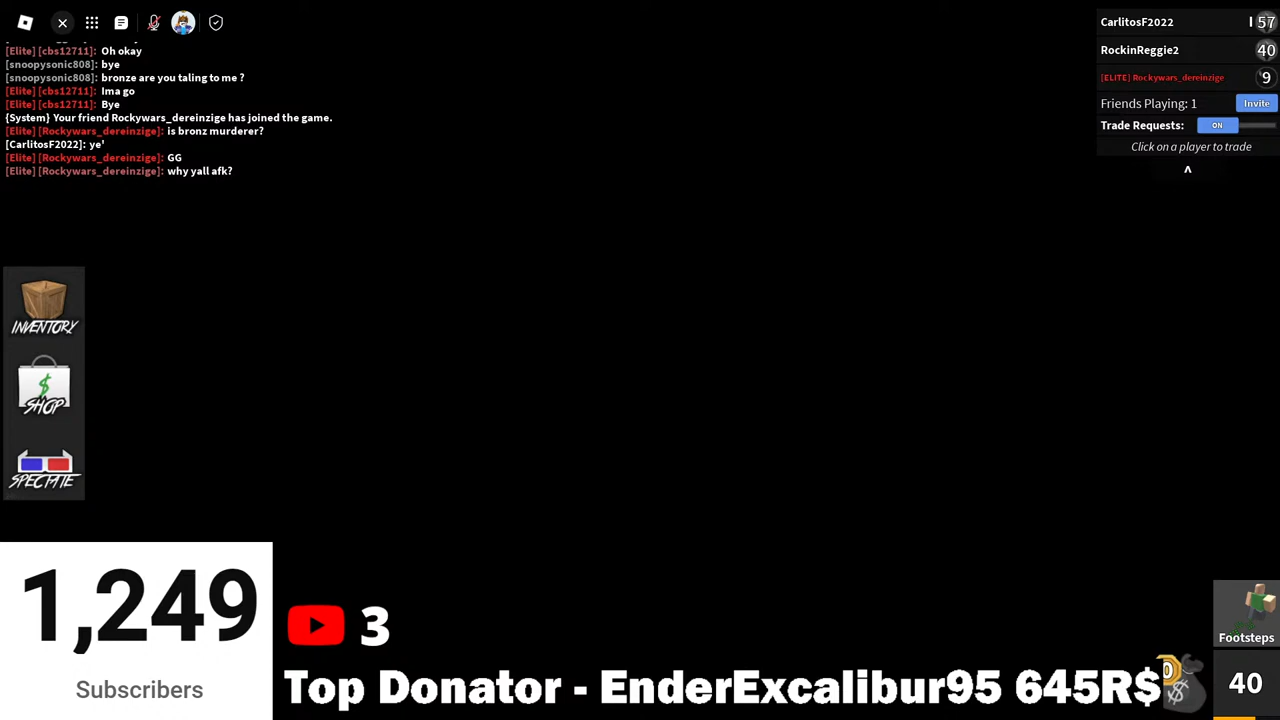 [Elite] [cbs12711]: Oh okay
[snoopysonic808]: bye
[snoopysonic808]: bronze are you taling to me ?
[Elite] [cbs12711]: Ima go
[Elite] [cbs12711]: Bye
{System} Your friend Rockywars_dereinzige has joined the game.
[Elite] [Rockywars_dereinzige]: is bronz murderer?
[CarlitosF2022]: ye'
[Elite] [Rockywars_dereinzige]: GG
[Elite] [Rockywars_dereinzige]: why yall afk?
CarlitosF2022 I 57
RockinReggie2 40
[ELITE] Rockywars_dereinzige 9
Friends Playing: 1 Invite
Trade Requests: ON
Click on a player to trade
INVENTORY
$
SHOP
SPECTATE
1,249
Subscribers
3
Top Donator - EnderExcalibur95 645R$
$
Footsteps
40